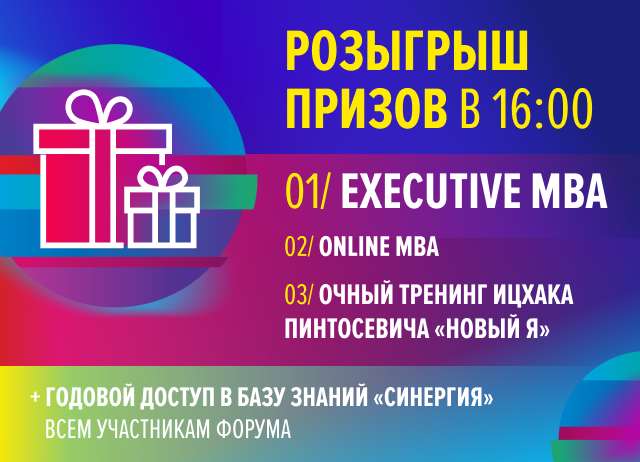 РОЗЫГРЫШ
ПРИЗОВ В 16:00
01/ EXECUTIVE MBA
02/ ONLINE MBA
03/ ОЧНЫЙ ТРЕНИНГ ИЦХАКА
ПИНТОСЕВИЧА «НОВЫЙ Я»
+ ГОДОВОЙ ДОСТУП В БАЗУ ЗНАНИЙ «СИНЕРГИЯ»
ВСЕМ УЧАСТНИКАМ ФОРУМА